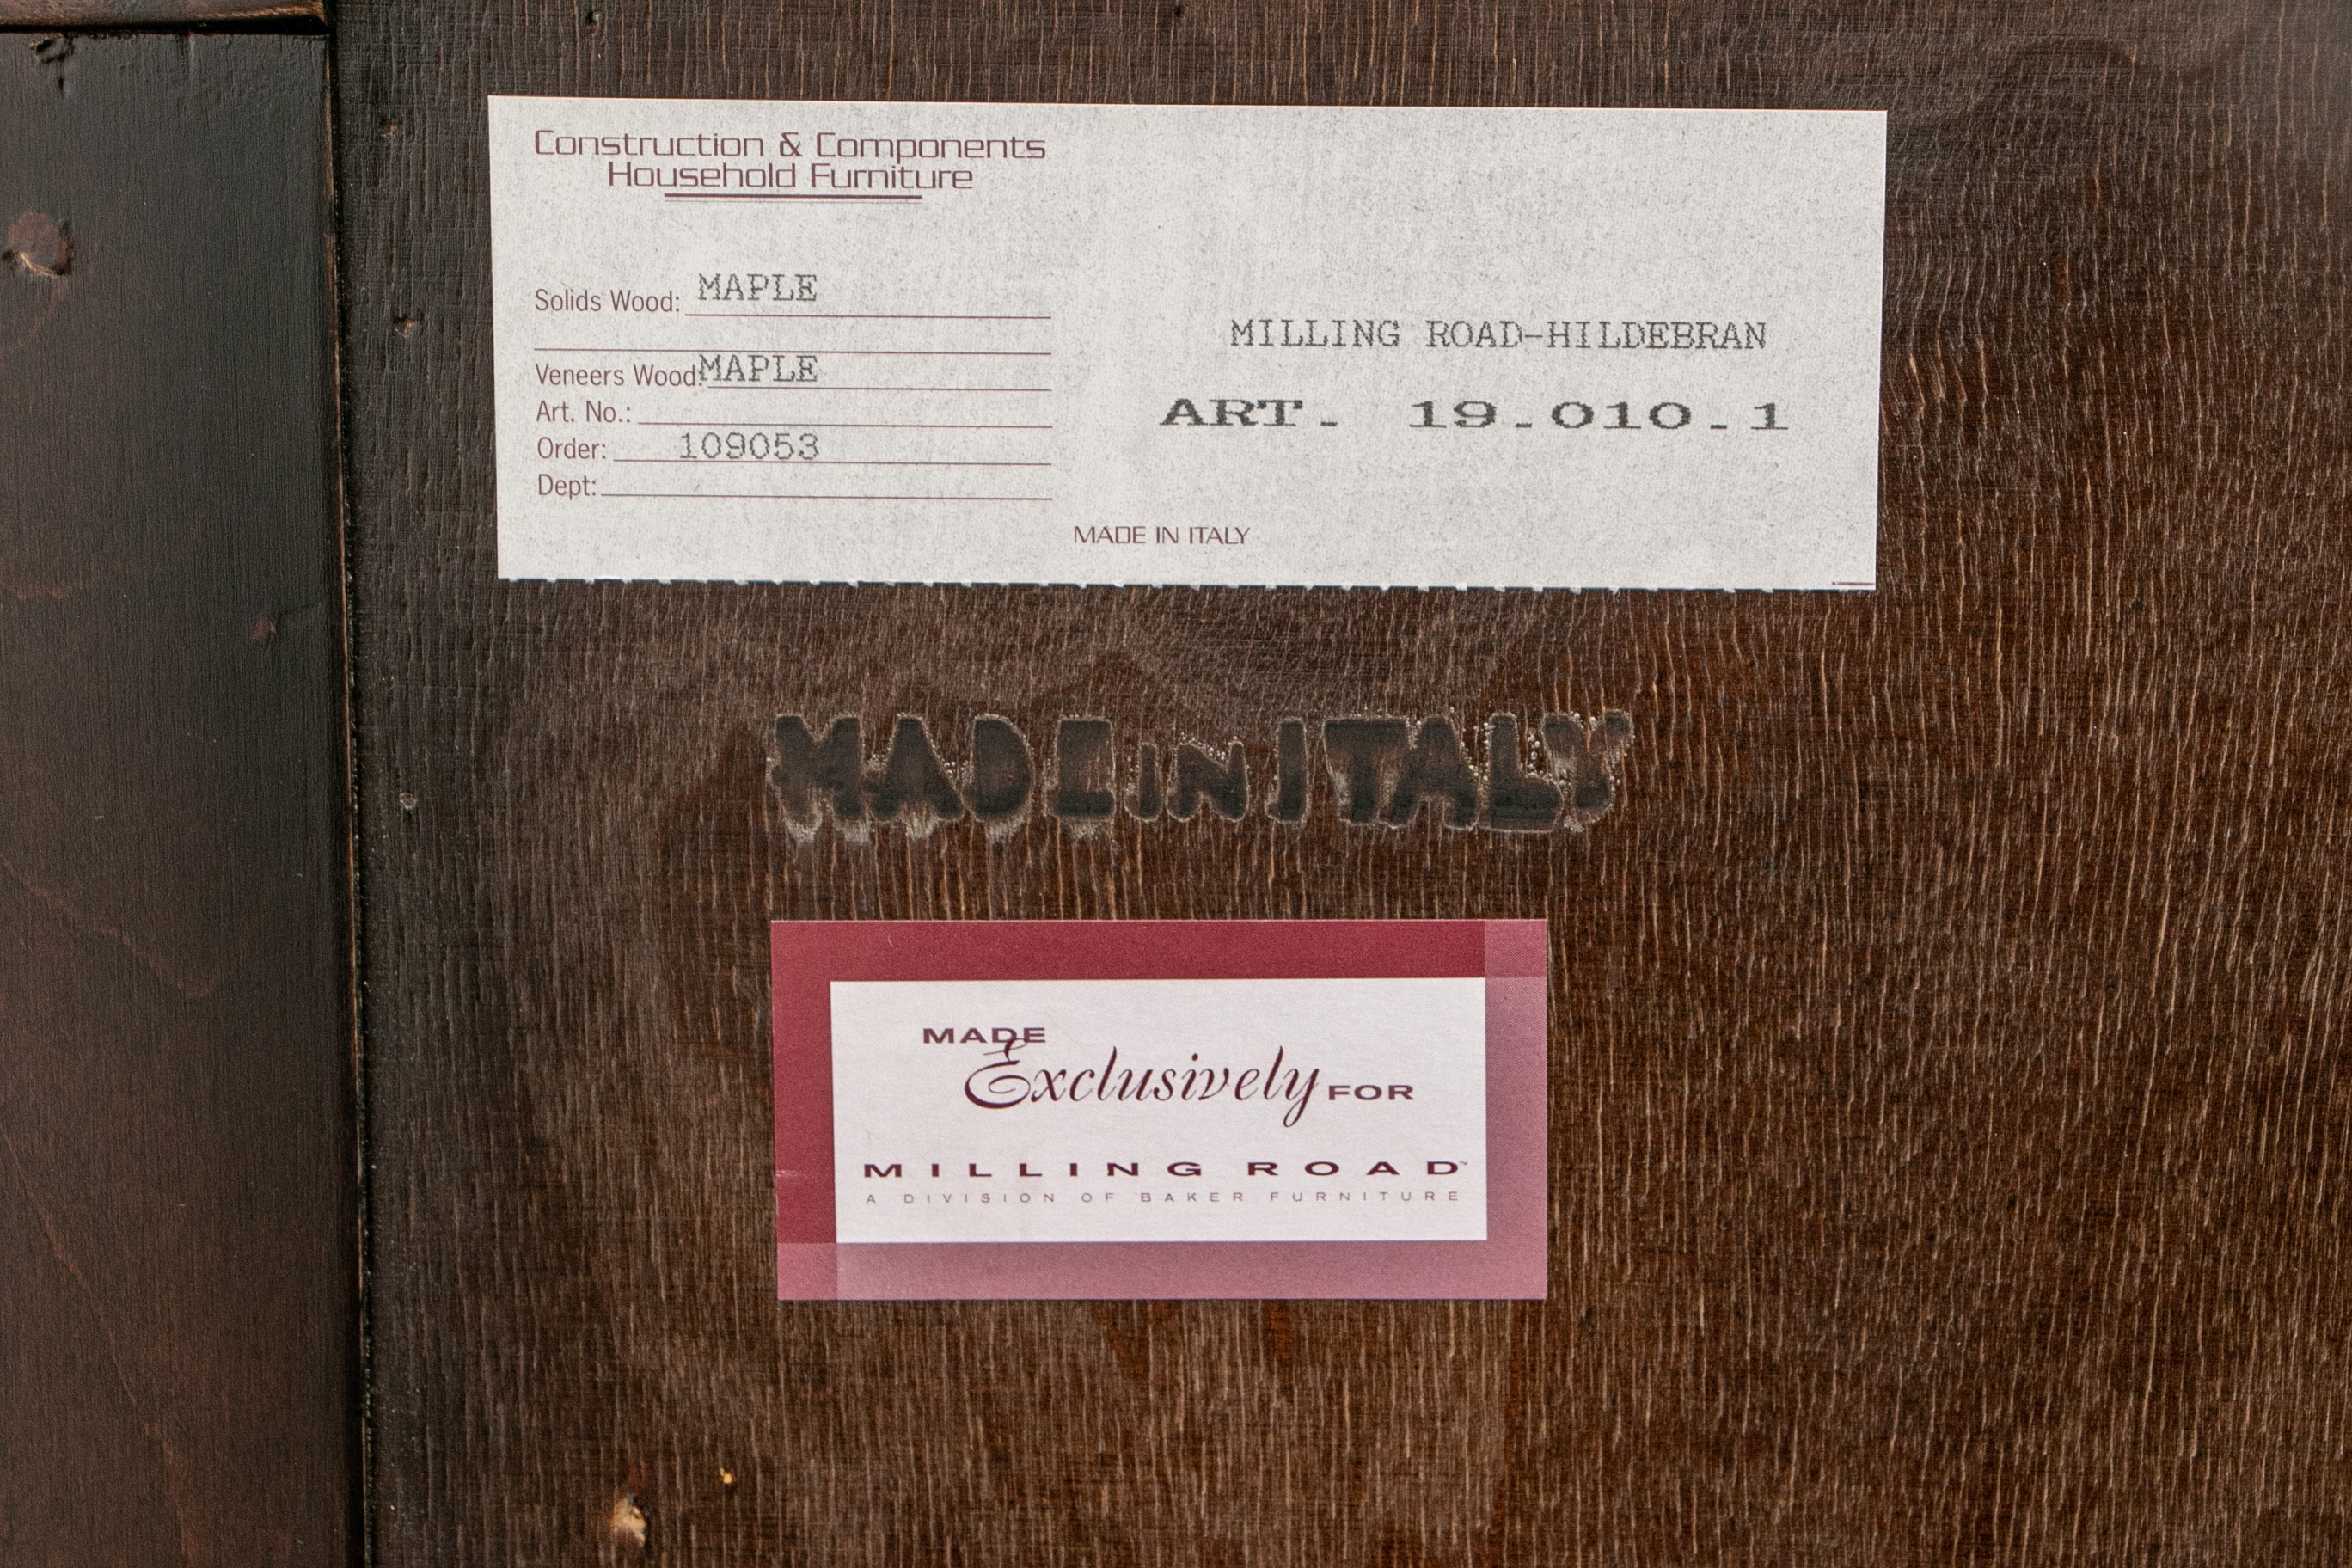 Construction & Components
Household Furniture
Solids Wood: MAPLE
Veneers Wood: MAPLE
Art. No.:
Order: 109053
Dept:
MILLING ROAD-HILDEBRAN
ART. 19.010.1
MADE IN ITALY
MADE IN ITALY
MADE
Exclusively FOR
MILLING ROAD™
A DIVISION OF BAKER FURNITURE